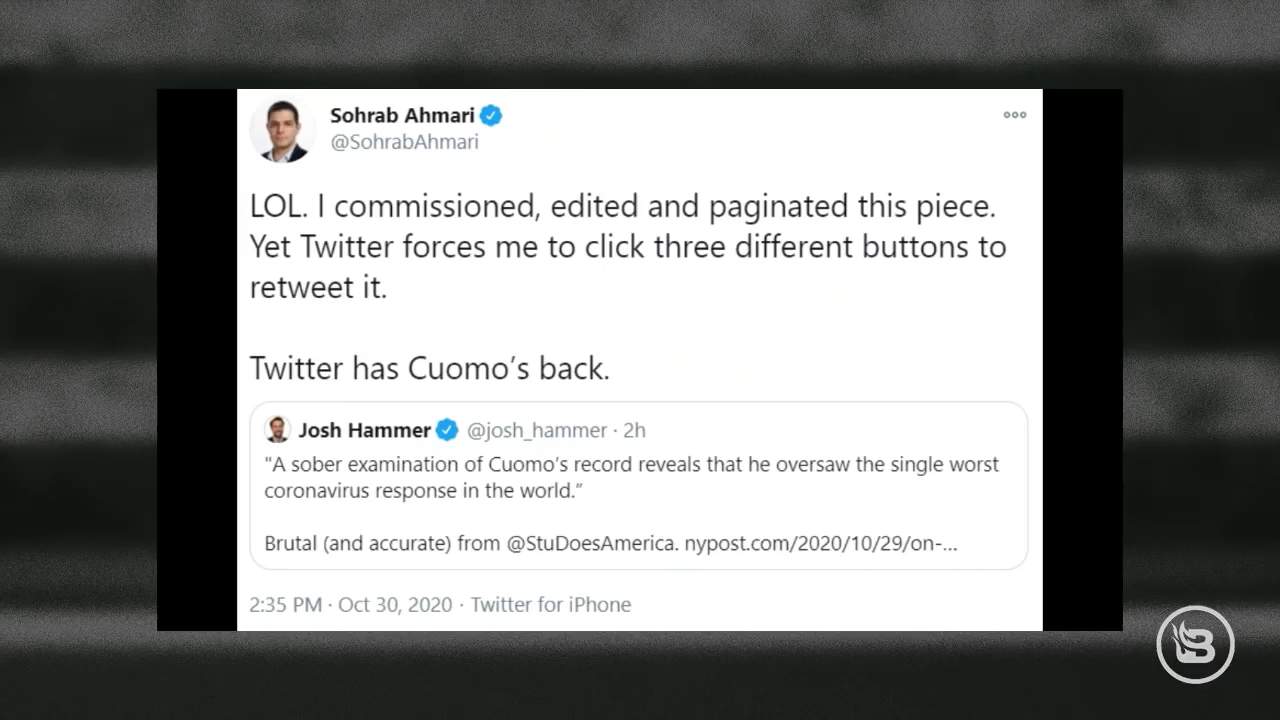 Sohrab Ahmari
@SohrabAhmari
LOL. I commissioned, edited and paginated this piece.
Yet Twitter forces me to click three different buttons to
retweet it.
Twitter has Cuomo’s back.
Josh Hammer @josh_hammer · 2h
"A sober examination of Cuomo’s record reveals that he oversaw the single worst
coronavirus response in the world.”
Brutal (and accurate) from @StuDoesAmerica. nypost.com/2020/10/29/on-...
2:35 PM · Oct 30, 2020 · Twitter for iPhone
B